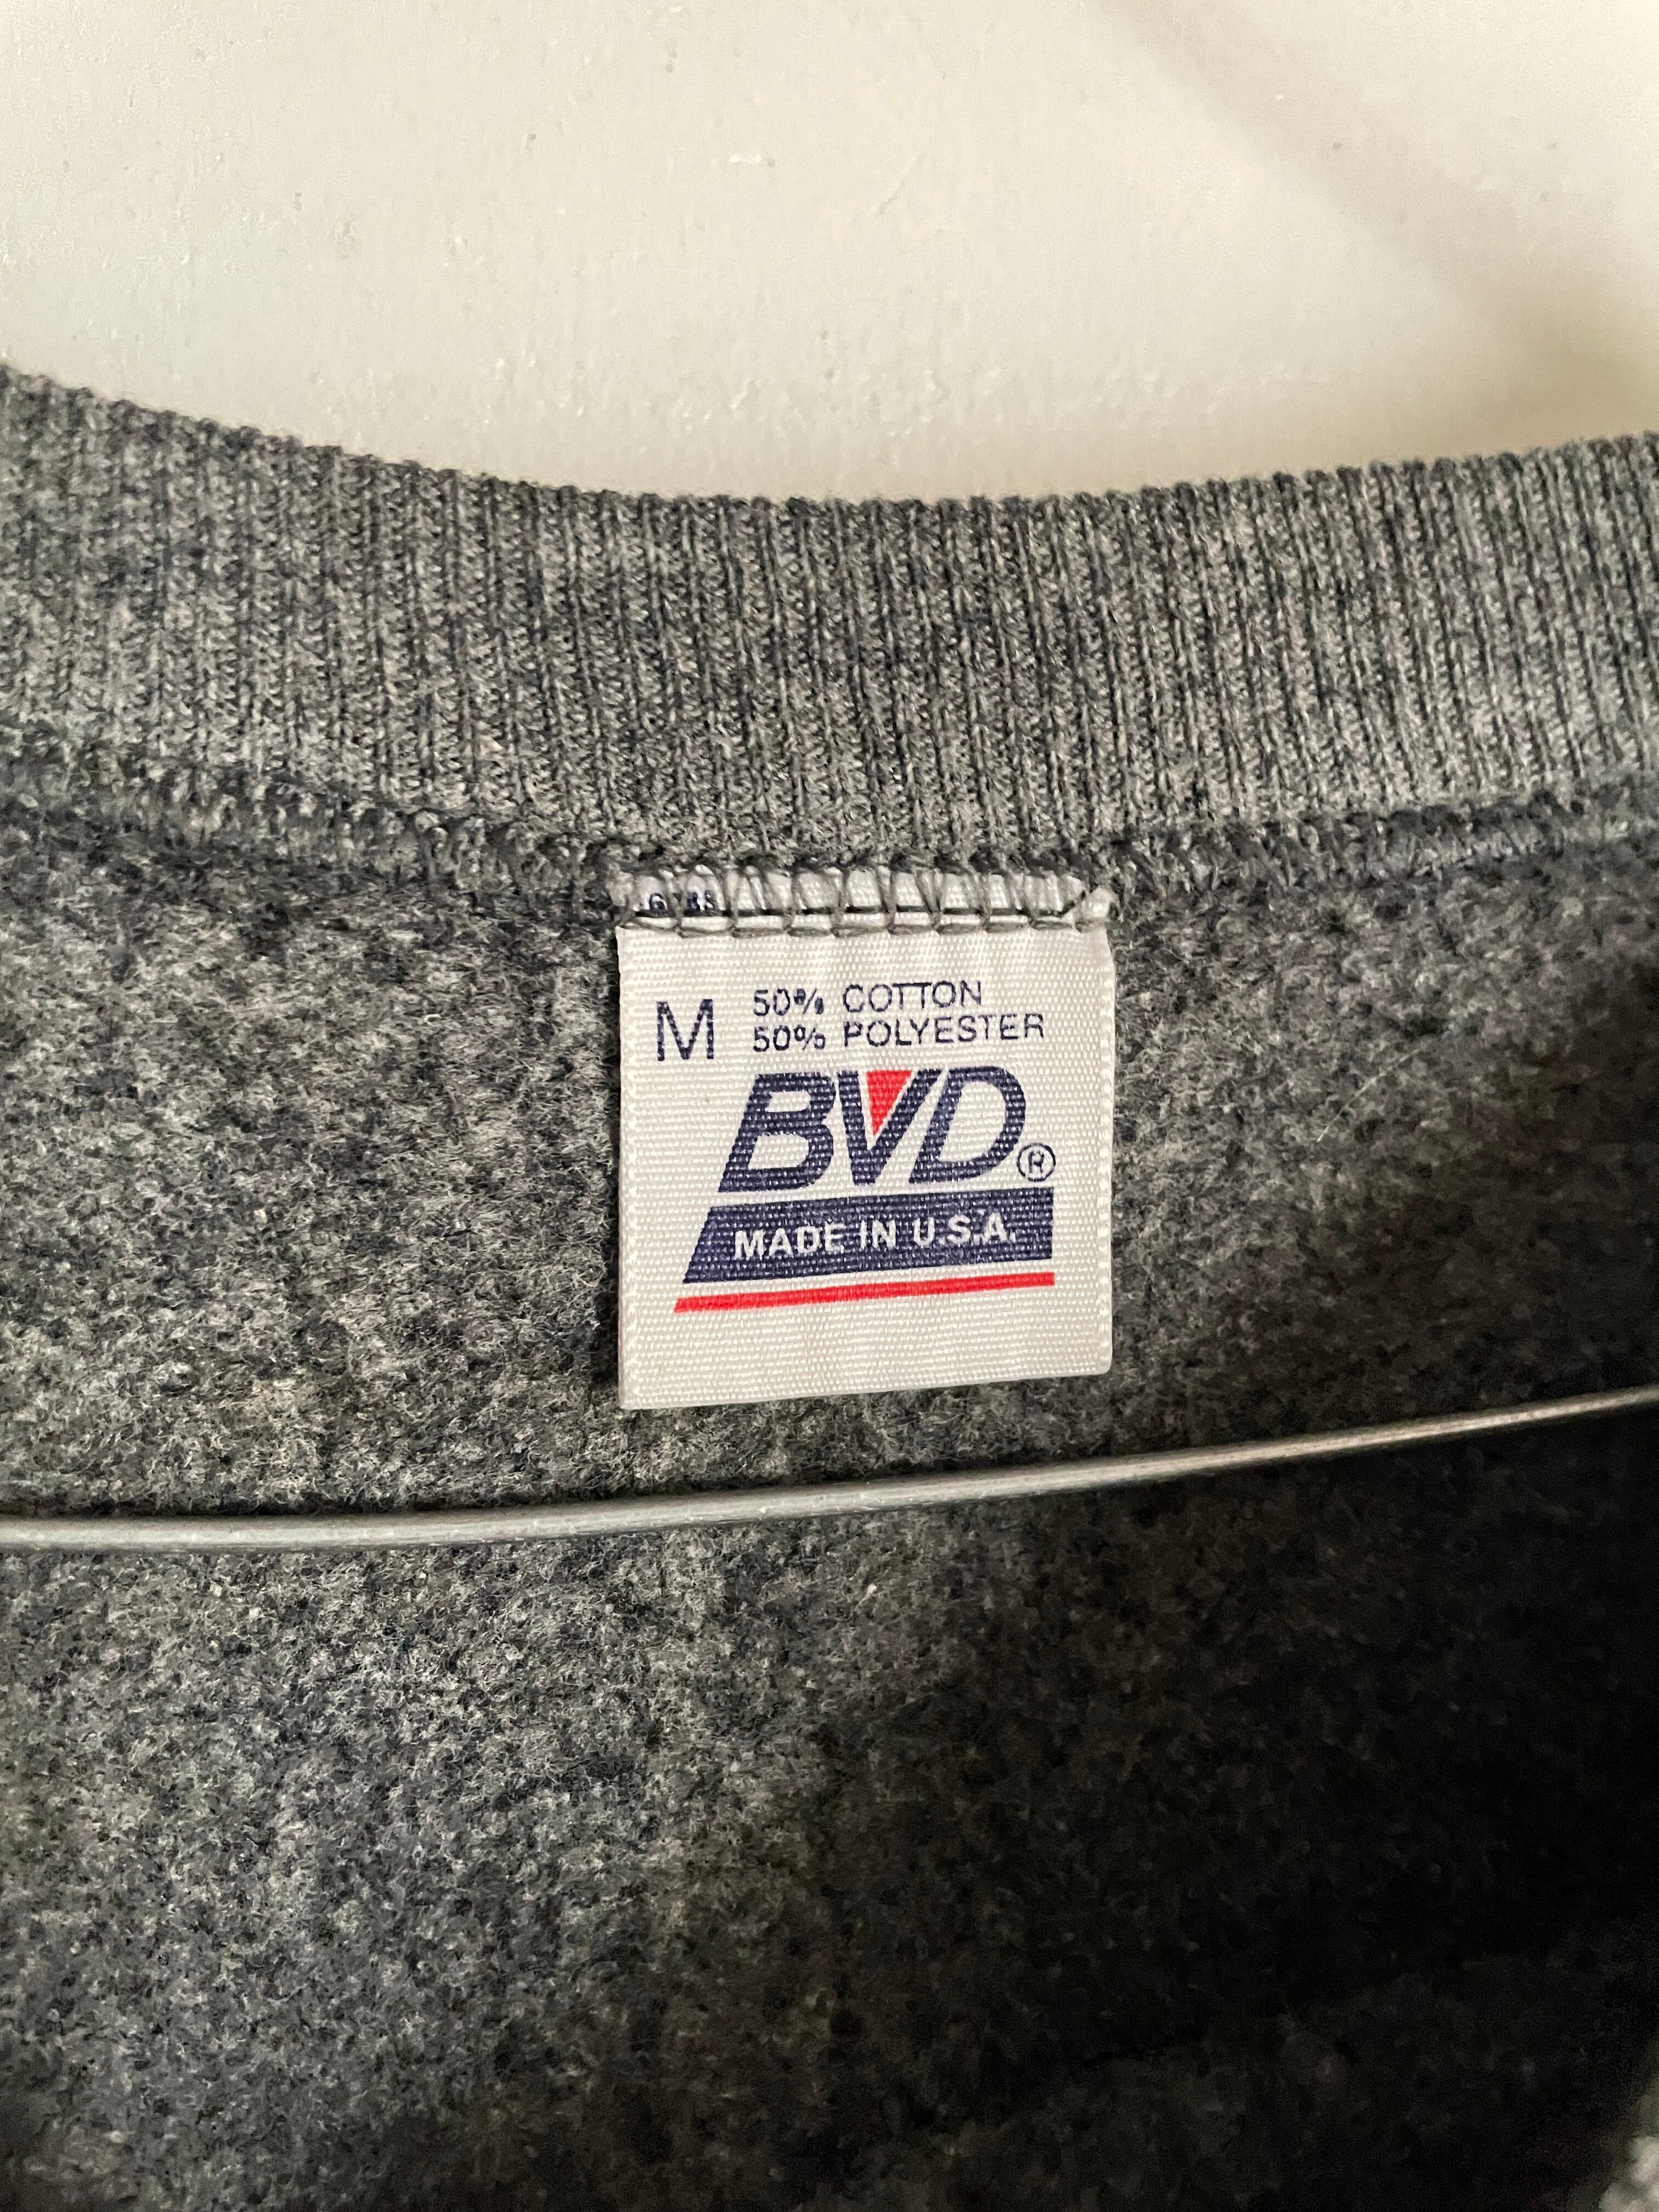 M
50% COTTON
50% POLYESTER
BVD®
MADE IN U.S.A.